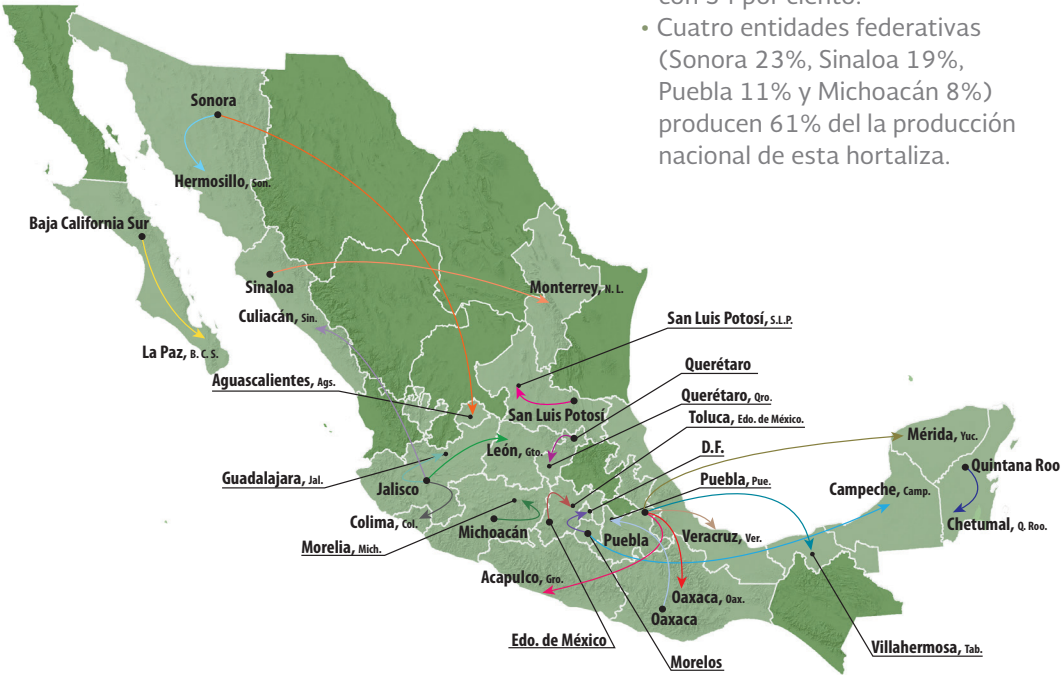 con 34 por ciento.
• Cuatro entidades federativas
(Sonora 23%, Sinaloa 19%,
Puebla 11% y Michoacán 8%)
producen 61% del la producción
nacional de esta hortaliza.
Sonora
Hermosillo, Son.
Baja California Sur
Sinaloa
Monterrey, N. L.
Culiacán, Sin.
San Luis Potosí, S.L.P.
La Paz, B. C. S.
Aguascalientes, Ags.
Querétaro
Querétaro, Qro.
San Luis Potosí
Toluca, Edo. de México.
Mérida, Yuc.
León, Gto.
D.F.
Quintana Roo
Guadalajara, Jal.
Jalisco
Puebla, Pue.
Campeche, Camp.
Colima, Col.
Michoacán
Puebla
Veracruz, Ver.
Chetumal, Q. Roo.
Morelia, Mich.
Acapulco, Gro.
Oaxaca, Oax.
Oaxaca
Edo. de México
Villahermosa, Tab.
Morelos